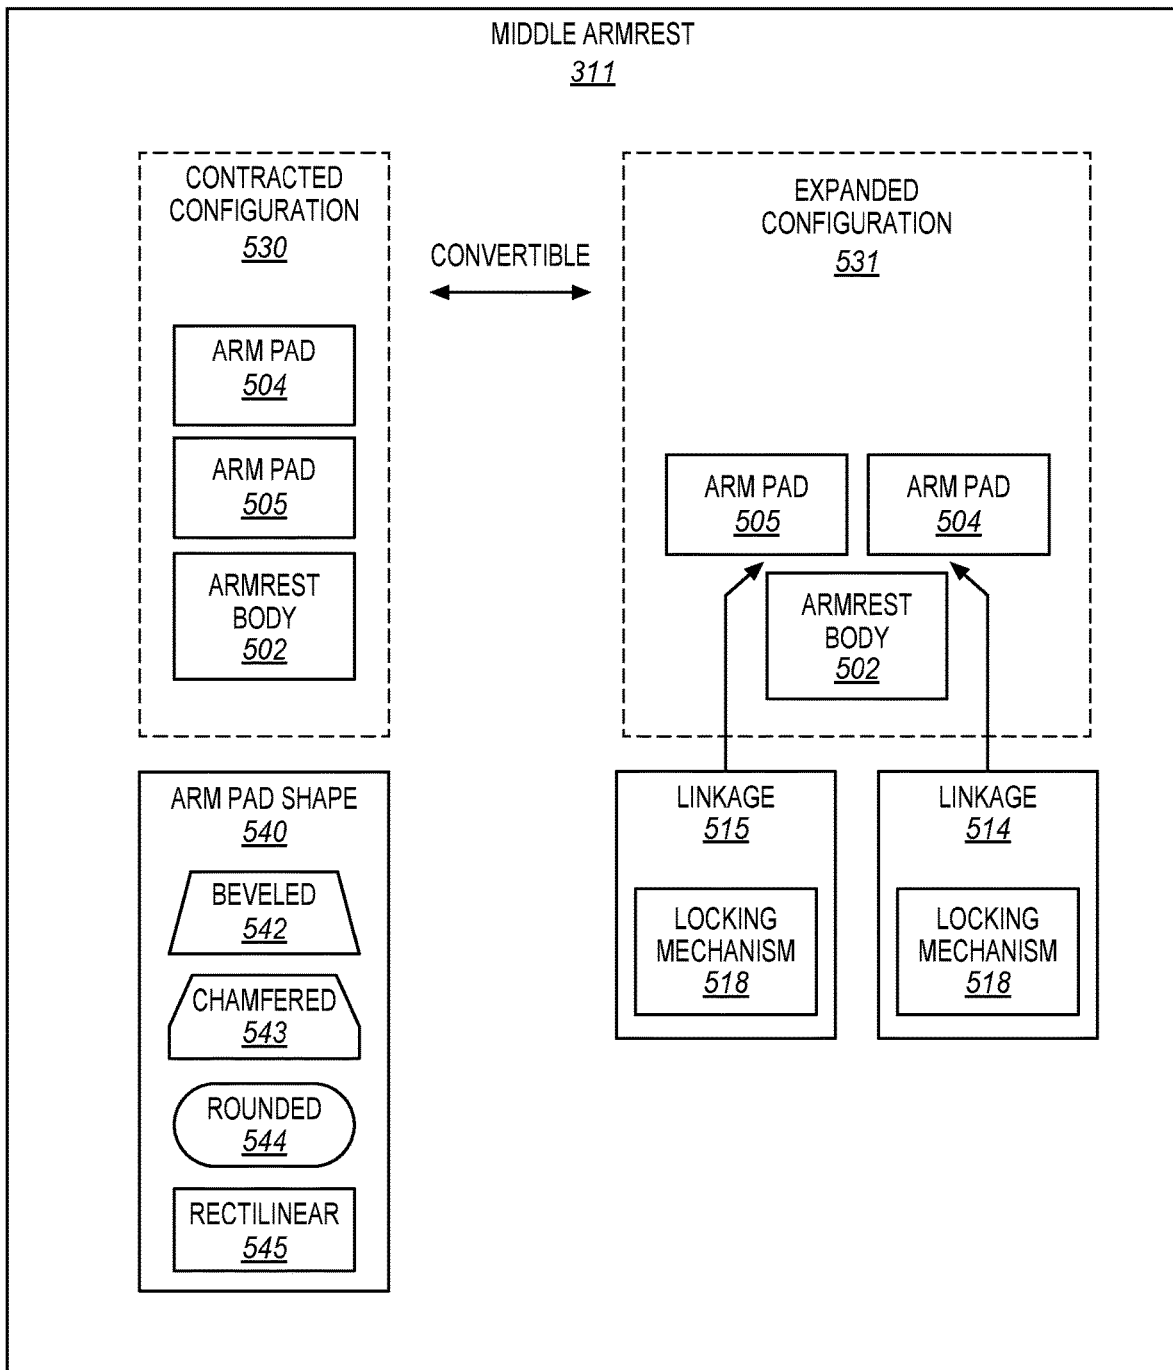 MIDDLE ARMREST
311
CONTRACTED
CONFIGURATION
530
ARM PAD
504
ARM PAD
505
ARMREST
BODY
502
CONVERTIBLE
EXPANDED
CONFIGURATION
531
ARM PAD
505
ARM PAD
504
ARMREST
BODY
502
ARM PAD SHAPE
540
BEVELED
542
CHAMFERED
543
ROUNDED
544
RECTILINEAR
545
LINKAGE
515
LOCKING
MECHANISM
518
LINKAGE
514
LOCKING
MECHANISM
518